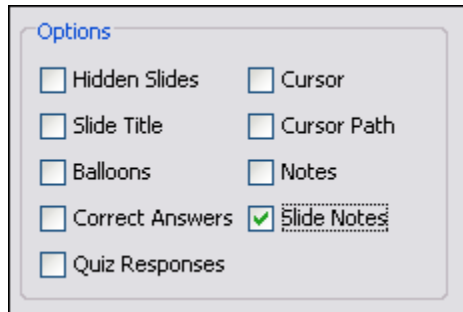 Options
Hidden Slides
Cursor
Slide Title
Cursor Path
Balloons
Notes
Correct Answers
Slide Notes
Quiz Responses